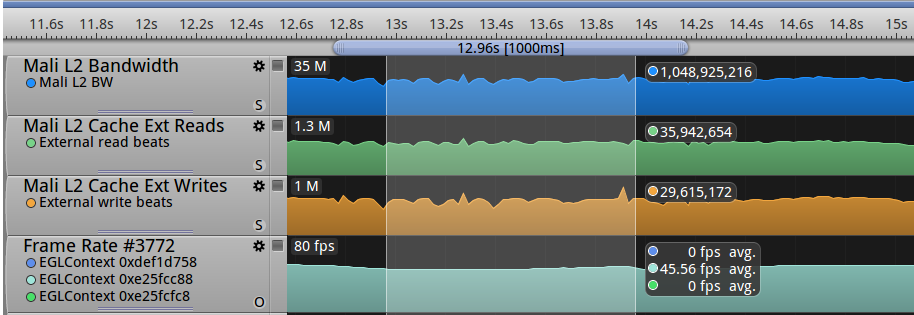 11.6s 11.8s 12s 12.2s 12.4s 12.6s 12.8s 13s 13.2s 13.4s 13.6s 13.8s 14s 14.2s 14.4s 14.6s 14.8s 15s
12.96s [1000ms]
Mali L2 Bandwidth
Mali L2 BW
S
35 M
1,048,925,216
Mali L2 Cache Ext Reads
External read beats
S
1.3 M
35,942,654
Mali L2 Cache Ext Writes
External write beats
S
1 M
29,615,172
Frame Rate #3772
EGLContext 0xdef1d758
EGLContext 0xe25fcc88
EGLContext 0xe25fcfc8
O
80 fps
0 fps avg.
45.56 fps avg.
0 fps avg.